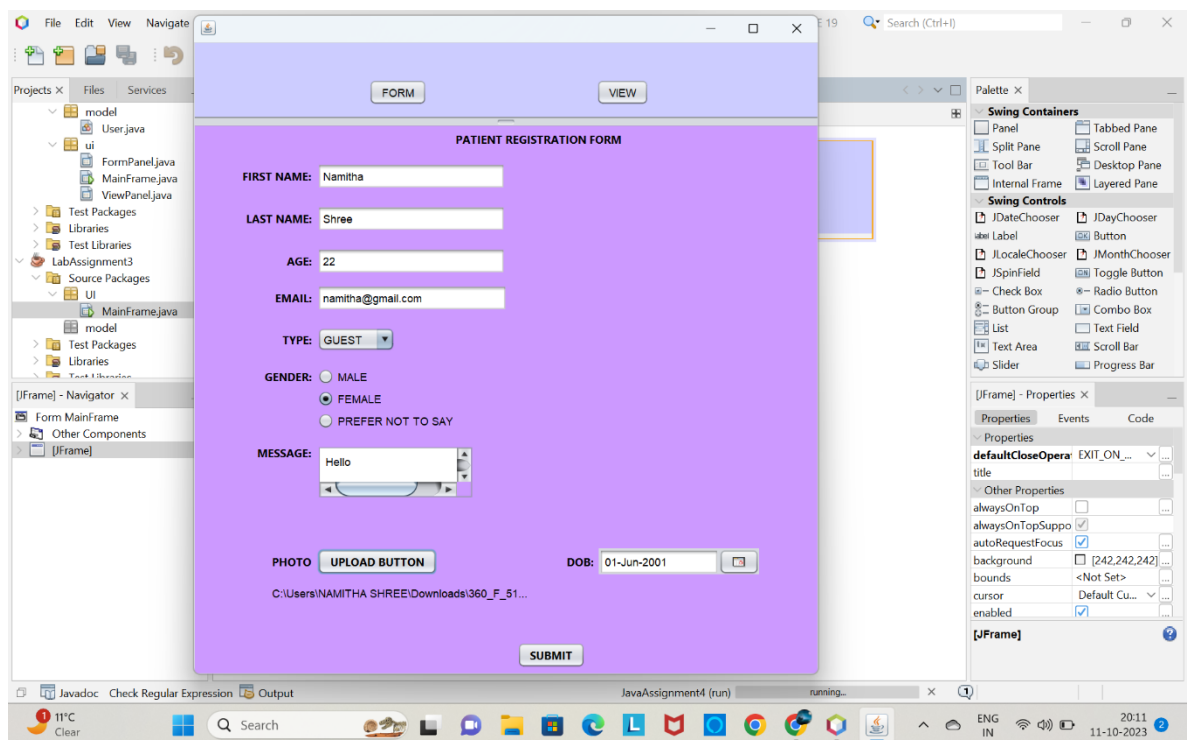 File Edit View Navigate E 19 Search (Ctrl+I)
Projects Files Services
model
User.java
ui
FormPanel.java
MainFrame.java
ViewPanel.java
Test Packages
Libraries
Test Libraries
LabAssignment3
Source Packages
UI
MainFrame.java
model
Test Packages
Libraries
Test Libraries
[JFrame] - Navigator
Form MainFrame
Other Components
[JFrame]
FORM VIEW
PATIENT REGISTRATION FORM
FIRST NAME: Namitha
LAST NAME: Shree
AGE: 22
EMAIL: namitha@gmail.com
TYPE: GUEST
GENDER: MALE
FEMALE
PREFER NOT TO SAY
MESSAGE: Hello
PHOTO UPLOAD BUTTON DOB: 01-Jun-2001
C:\Users\NAMITHA SHREE\Downloads\360_F_51...
SUBMIT
Palette
Swing Containers
Panel Tabbed Pane
Split Pane Scroll Pane
Tool Bar Desktop Pane
Internal Frame Layered Pane
Swing Controls
JDateChooser JDayChooser
label Label OK Button
JLocaleChooser JMonthChooser
JSpinField ON Toggle Button
Check Box Radio Button
Button Group Combo Box
List Text Field
Text Area Scroll Bar
Slider Progress Bar
[JFrame] - Properties
Properties Events Code
Properties
defaultCloseOpera EXIT_ON_... ...
title ...
Other Properties
alwaysOnTop ...
alwaysOnTopSuppo
autoRequestFocus ...
background [242,242,242] ...
bounds <Not Set> ...
cursor Default Cu... ...
enabled ...
[JFrame]
Javadoc Check Regular Expression Output JavaAssignment4 (run) running... 1
1 11°C
Clear
Search
L
ENG
IN
20:11
11-10-2023
2